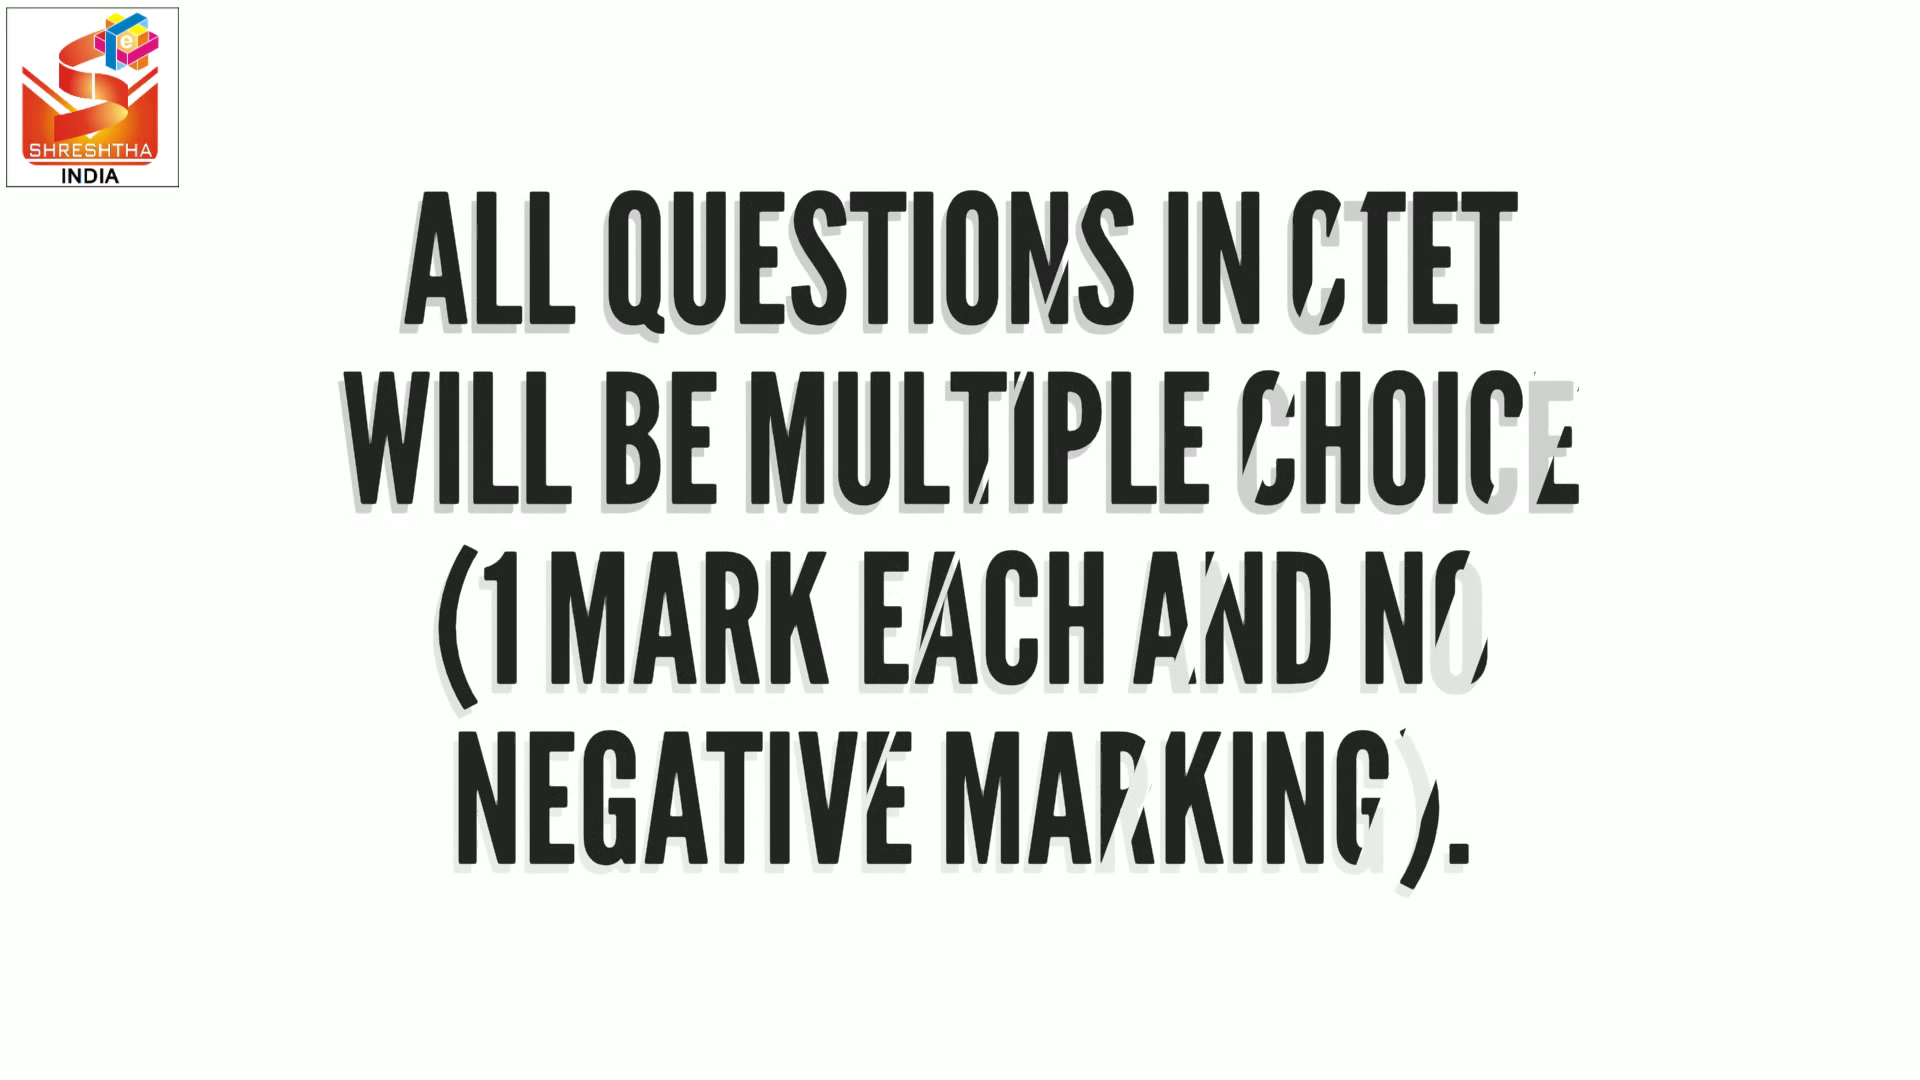 e
SHRESHTHA
INDIA
ALL QUESTIONS IN CTET
WILL BE MULTIPLE CHOICE
(1 MARK EACH AND NO
NEGATIVE MARKING).